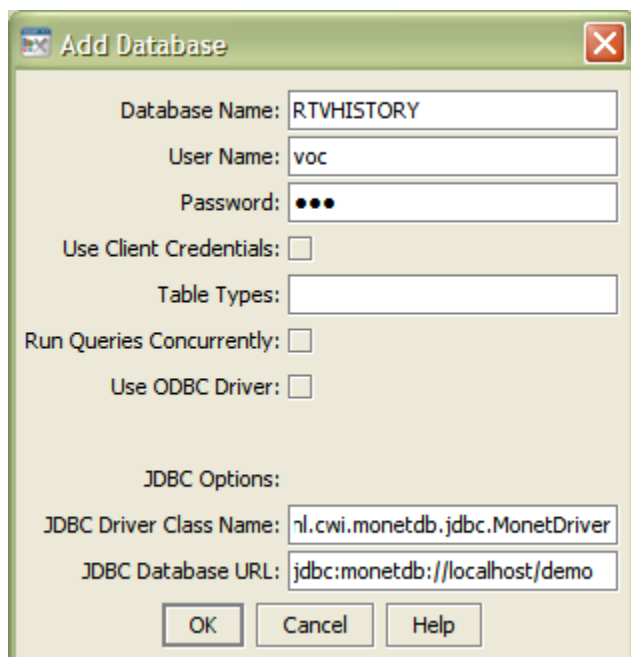 Add Database
Database Name: RTVHISTORY
User Name: voc
Password: ●●●
Use Client Credentials:
Table Types:
Run Queries Concurrently:
Use ODBC Driver:
JDBC Options:
JDBC Driver Class Name: nl.cwi.monetdb.jdbc.MonetDriver
JDBC Database URL: jdbc:monetdb://localhost/demo
OK Cancel Help